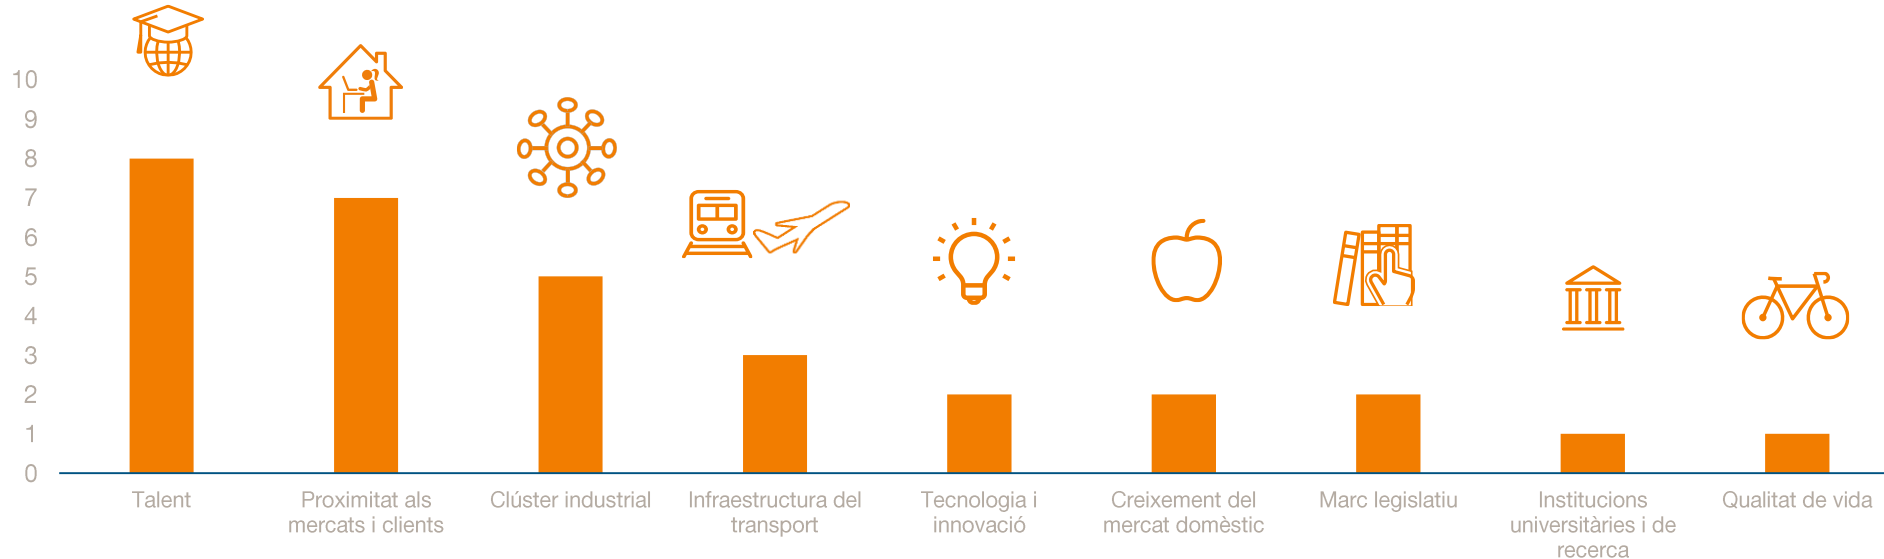 10
9
8
7
6
5
4
3
2
1
0
Talent
Proximitat als
mercats i clients
Clúster industrial
Infraestructura del
transport
Tecnologia i
innovació
Creixement del
mercat domèstic
Marc legislatiu
Institucions
universitàries i de
recerca
Qualitat de vida